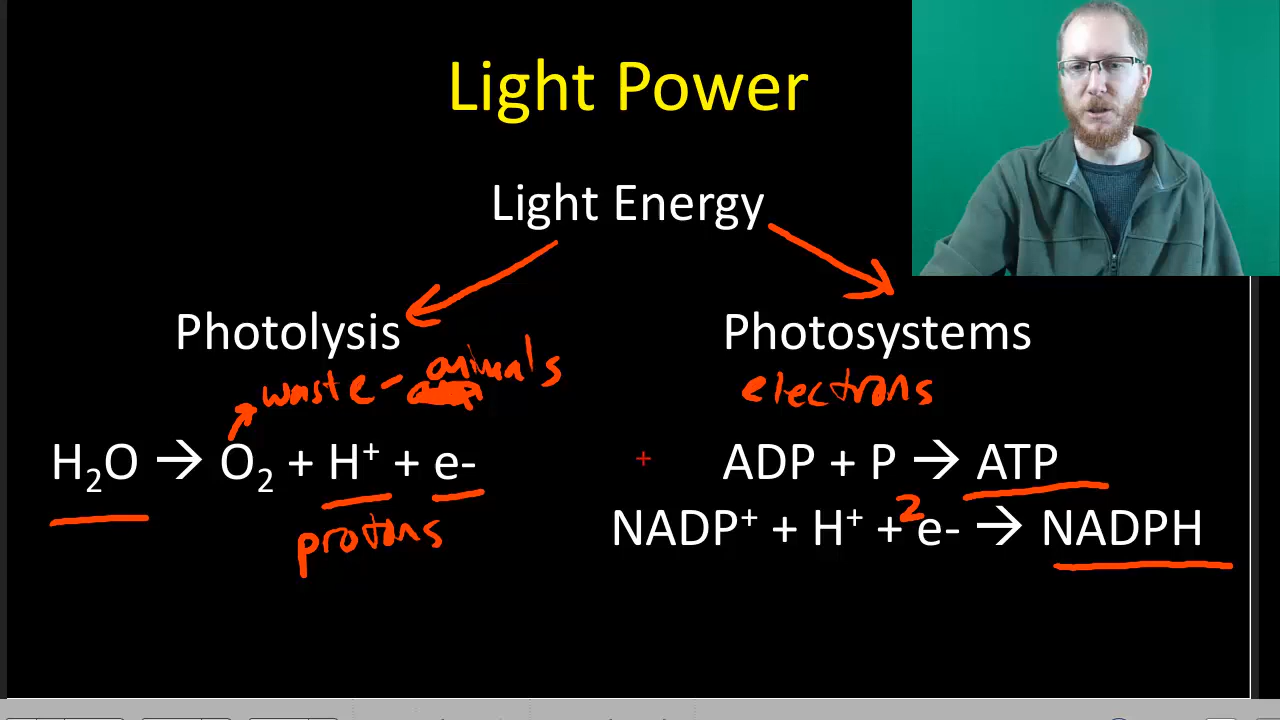 Light Power
Light Energy
Photolysis
Photosystems
waste - animals
electrons
H₂O → O₂ + H⁺ + e-
ADP + P → ATP
protons
NADP⁺ + H⁺ + 2e- → NADPH